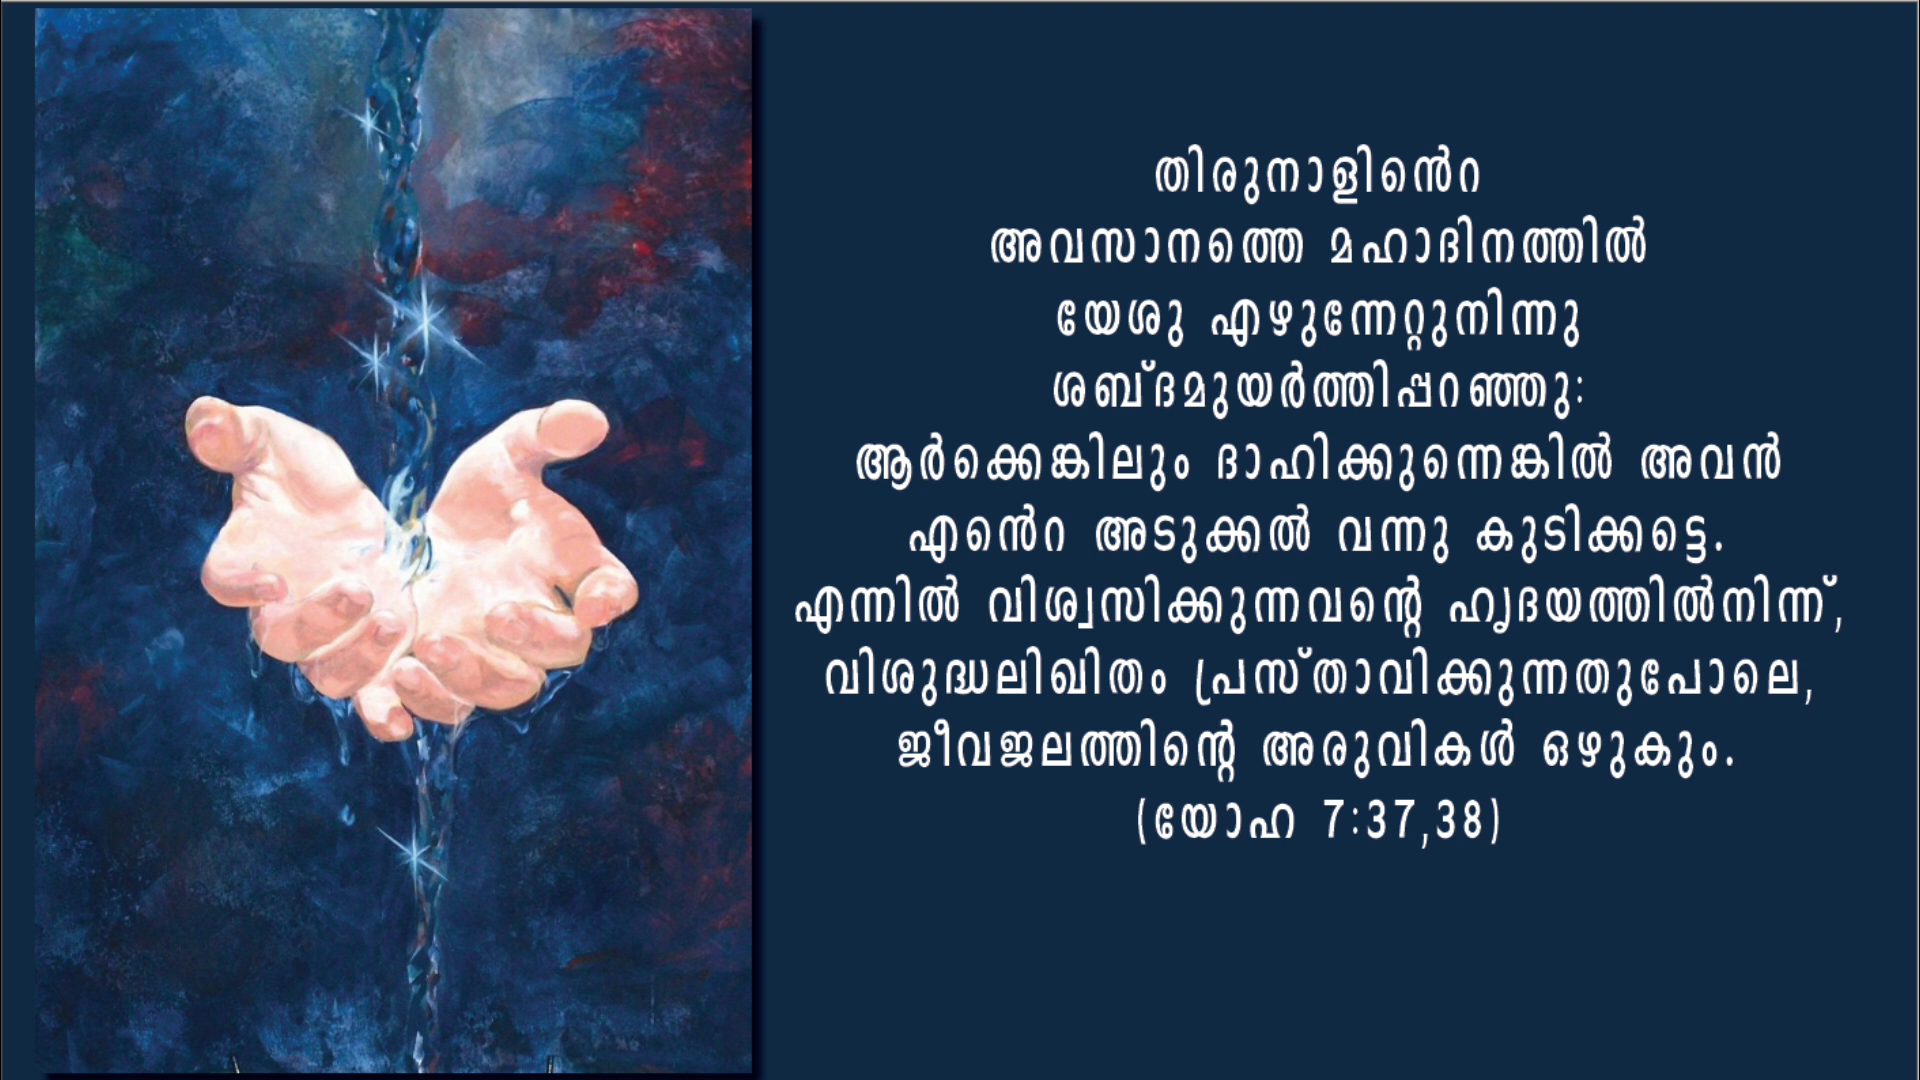 തിരുനാളിൻെറ
അവസാനത്തെ മഹാദിനത്തിൽ
യേശു എഴുന്നേറ്റുനിന്നു
ശബ്ദമുയർത്തിപ്പറഞ്ഞു:
ആർക്കെങ്കിലും ദാഹിക്കുന്നെങ്കിൽ അവൻ
എൻെറ അടുക്കൽ വന്നു കുടിക്കട്ടെ.
എന്നിൽ വിശ്വസിക്കുന്നവന്റെ ഹൃദയത്തിൽനിന്ന്,
വിശുദ്ധലിഖിതം പ്രസ്താവിക്കുന്നതുപോലെ,
ജീവജലത്തിന്റെ അരുവികൾ ഒഴുകും.
(യോഹ 7:37,38)